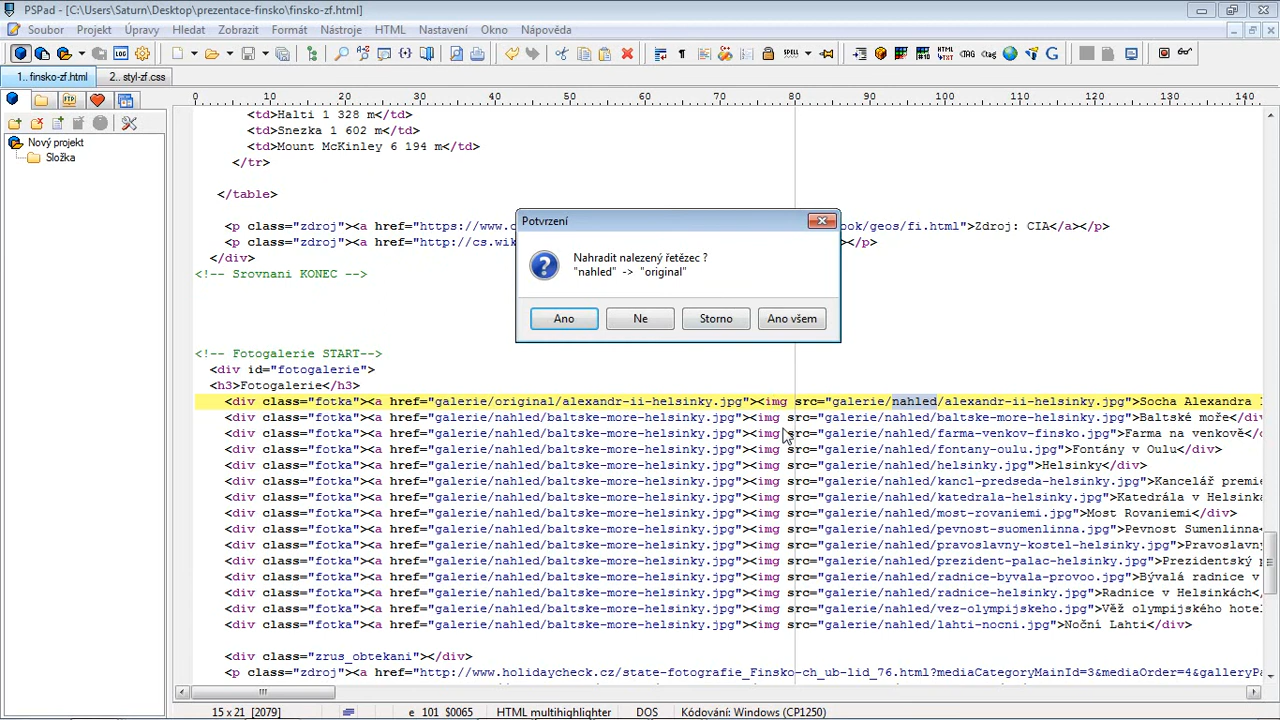 PSPad - [C:\Users\Saturn\Desktop\prezentace-finsko\finsko-zf.html]
Soubor Projekt Úpravy Hledat Zobrazit Formát Nástroje HTML Nastavení Okno Nápověda
1.. finsko-zf.html 2.. styl-zf.css
0 10 20 30 40 50 60 70 80 90 100 110 120 130 140
Nový projekt
Složka
<td>Halti 1 328 m</td>
<td>Snezka 1 602 m</td>
<td>Mount McKinley 6 194 m</td>
</tr>
</table>
<p class="zdroj"><a href="https://www.c ook/geos/fi.html">Zdroj: CIA</a></p>
<p class="zdroj"><a href="http://cs.wik ></p>
</div>
<!-- Srovnani KONEC -->
Potvrzení
Nahradit nalezený řetězec ?
"nahled" -> "original"
Ano Ne Storno Ano všem
<!-- Fotogalerie START-->
<div id="fotogalerie">
<h3>Fotogalerie</h3>
<div class="fotka"><a href="galerie/original/alexandr-ii-helsinky.jpg"><img src="galerie/nahled/alexandr-ii-helsinky.jpg">Socha Alexandra
<div class="fotka"><a href="galerie/nahled/baltske-more-helsinky.jpg"><img src="galerie/nahled/baltske-more-helsinky.jpg">Baltské moře</div
<div class="fotka"><a href="galerie/nahled/baltske-more-helsinky.jpg"><img src="galerie/nahled/farma-venkov-finsko.jpg">Farma na venkově</
<div class="fotka"><a href="galerie/nahled/baltske-more-helsinky.jpg"><img src="galerie/nahled/fontany-oulu.jpg">Fontány v Oulu</div>
<div class="fotka"><a href="galerie/nahled/baltske-more-helsinky.jpg"><img src="galerie/nahled/helsinky.jpg">Helsinky</div>
<div class="fotka"><a href="galerie/nahled/baltske-more-helsinky.jpg"><img src="galerie/nahled/kancl-predseda-helsinky.jpg">Kancelář premie
<div class="fotka"><a href="galerie/nahled/baltske-more-helsinky.jpg"><img src="galerie/nahled/katedrala-helsinky.jpg">Katedrála v Helsinka
<div class="fotka"><a href="galerie/nahled/baltske-more-helsinky.jpg"><img src="galerie/nahled/most-rovaniemi.jpg">Most Rovaniemi</div>
<div class="fotka"><a href="galerie/nahled/baltske-more-helsinky.jpg"><img src="galerie/nahled/pevnost-suomenlinna.jpg">Pevnost Sumenlinna<
<div class="fotka"><a href="galerie/nahled/baltske-more-helsinky.jpg"><img src="galerie/nahled/pravoslavny-kostel-helsinky.jpg">Pravoslavn
<div class="fotka"><a href="galerie/nahled/baltske-more-helsinky.jpg"><img src="galerie/nahled/prezident-palac-helsinky.jpg">Prezidentský p
<div class="fotka"><a href="galerie/nahled/baltske-more-helsinky.jpg"><img src="galerie/nahled/radnice-byvala-provoo.jpg">Bývalá radnice v
<div class="fotka"><a href="galerie/nahled/baltske-more-helsinky.jpg"><img src="galerie/nahled/radnice-helsinky.jpg">Radnice v Helsinkách<
<div class="fotka"><a href="galerie/nahled/baltske-more-helsinky.jpg"><img src="galerie/nahled/vez-olympijskeho.jpg">Věž olympijského hote
<div class="fotka"><a href="galerie/nahled/baltske-more-helsinky.jpg"><img src="galerie/nahled/lahti-nocni.jpg">Noční Lahti</div>
<div class="zrus_obtekani"></div>
<p class="zdroj"><a href="http://www.holidaycheck.cz/state-fotografie_Finsko-ch_ub-lid_76.html?mediaCategoryMainId=3&mediaOrder=4&galleryPa
15 x 21 [2079] e 101 $0065 HTML multihighlighter DOS Kódování: Windows (CP1250)